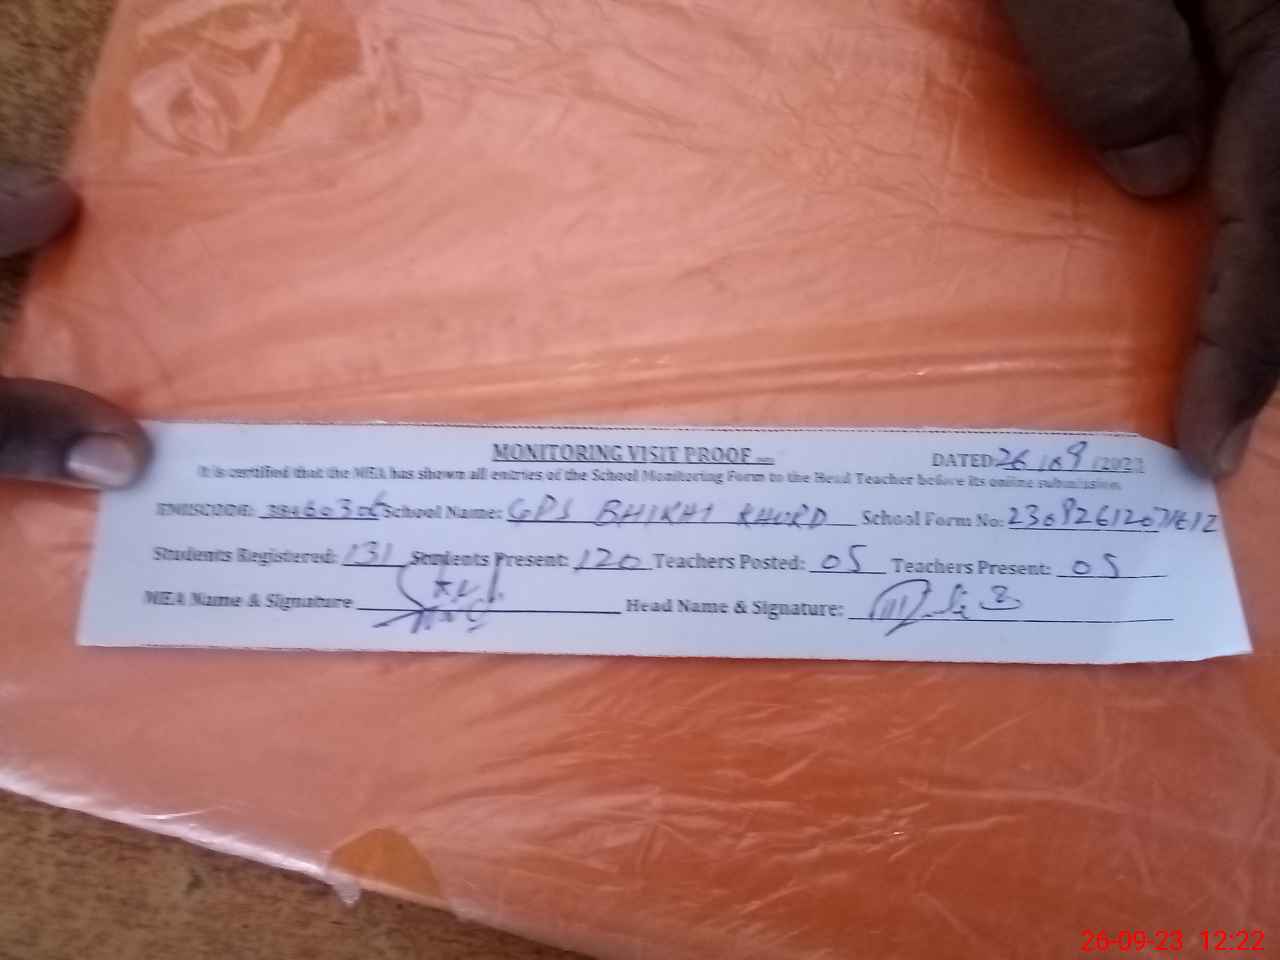 MONITORING VISIT PROOF
DATED 26/09/2023
It is certified that the MEA has shown all entries of the School Monitoring Form to the Head Teacher before its online submission
EMISCODE: School Name: GPS BHIKHI KHURD School Form No:
Students Registered: 131 Students Present: 120 Teachers Posted: 05 Teachers Present: 05
MEA Name & Signature Head Name & Signature:
26-09-23 12:22